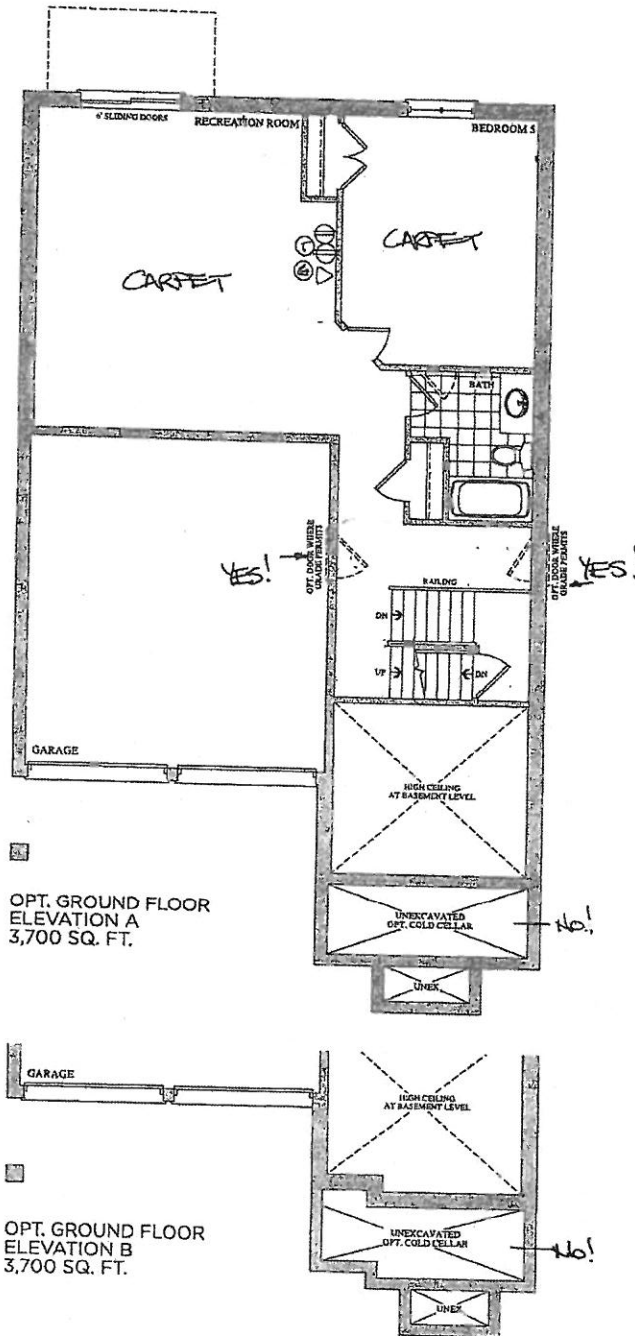 6' SLIDING DOORS
RECREATION ROOM
BEDROOM 5
CARPET
CARPET
BATH
YES!
OPT. DOOR WHERE
GRADE PERMITS
OPT. DOOR WHERE
GRADE PERMITS
YES!
RAILING
DN
UP
DN
GARAGE
HIGH CEILING
AT BASEMENT LEVEL
OPT. GROUND FLOOR
ELEVATION A
3,700 SQ. FT.
UNEXCAVATED
OPT. COLD CELLAR
NO!
UNEX
GARAGE
HIGH CEILING
AT BASEMENT LEVEL
OPT. GROUND FLOOR
ELEVATION B
3,700 SQ. FT.
UNEXCAVATED
OPT. COLD CELLAR
No!
UNEX